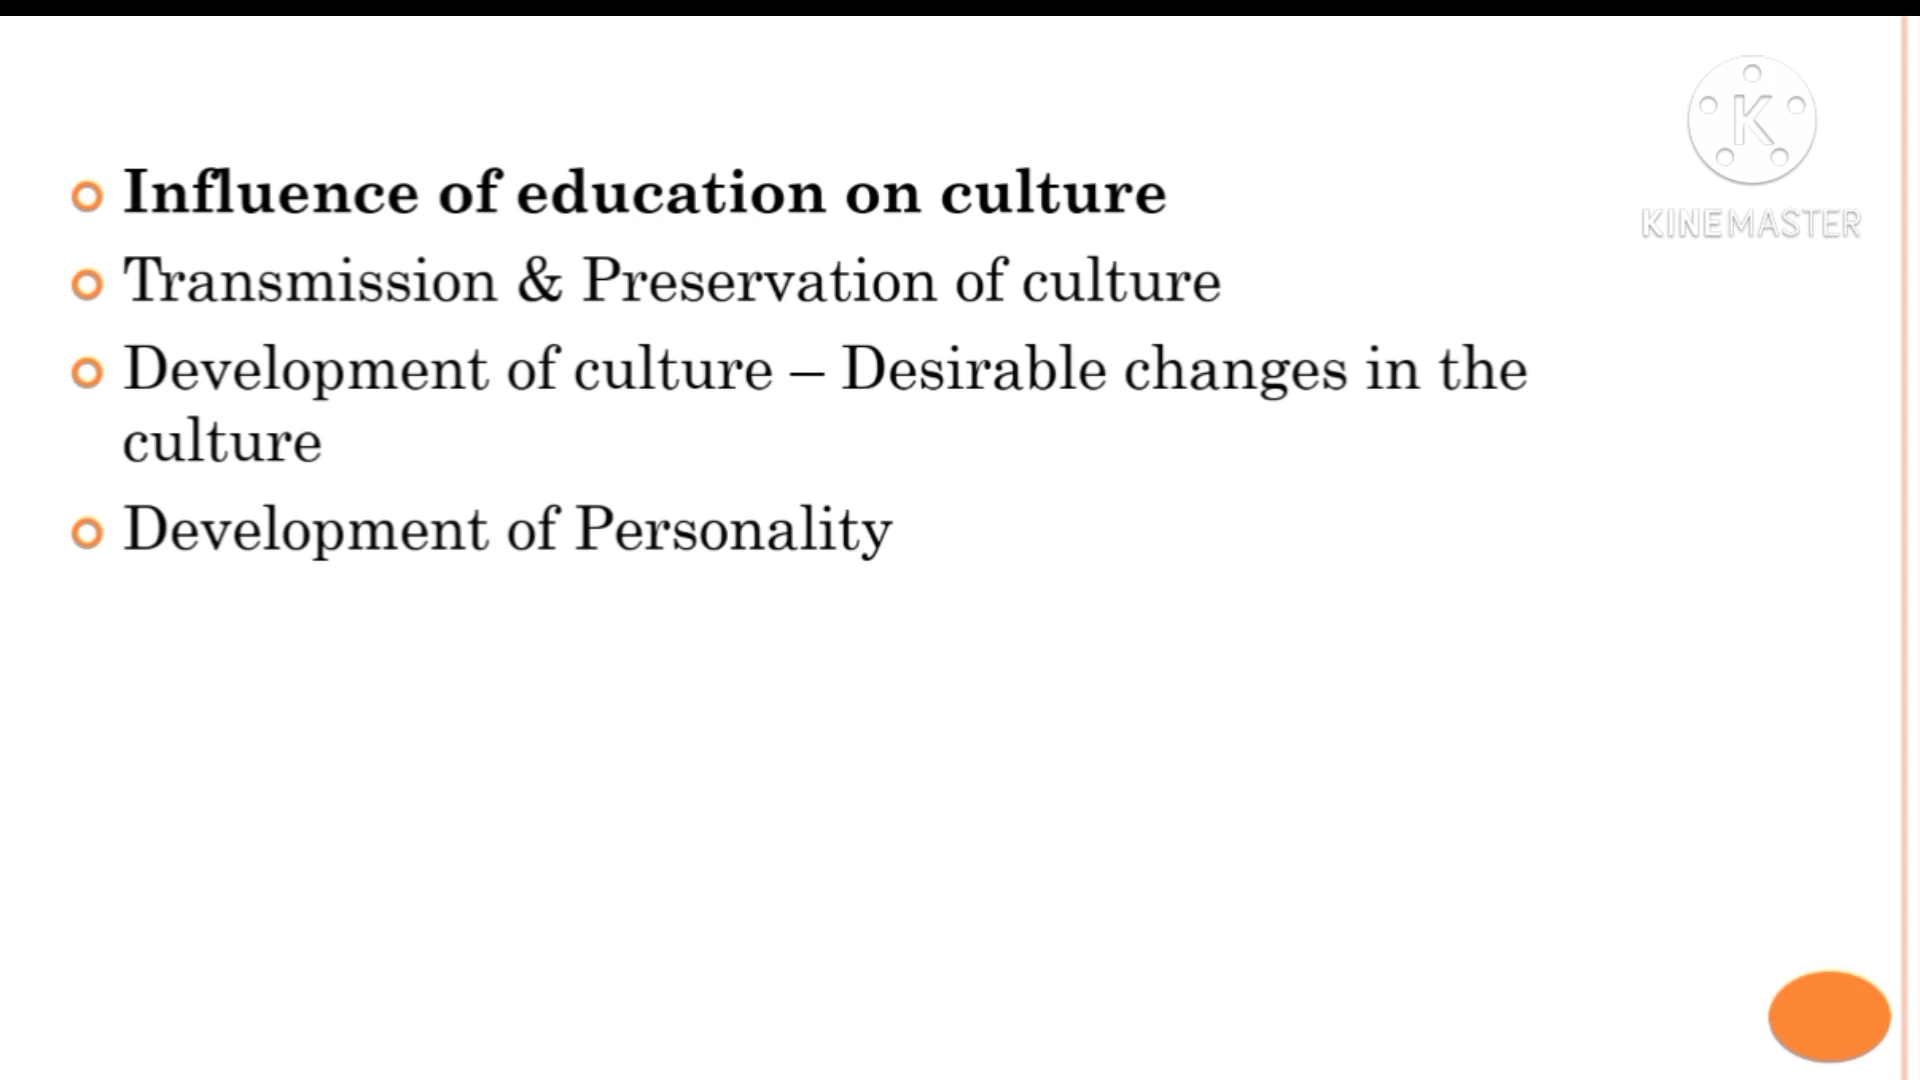 Influence of education on culture
Transmission & Preservation of culture
Development of culture – Desirable changes in the
culture
Development of Personality
K
KINEMASTER